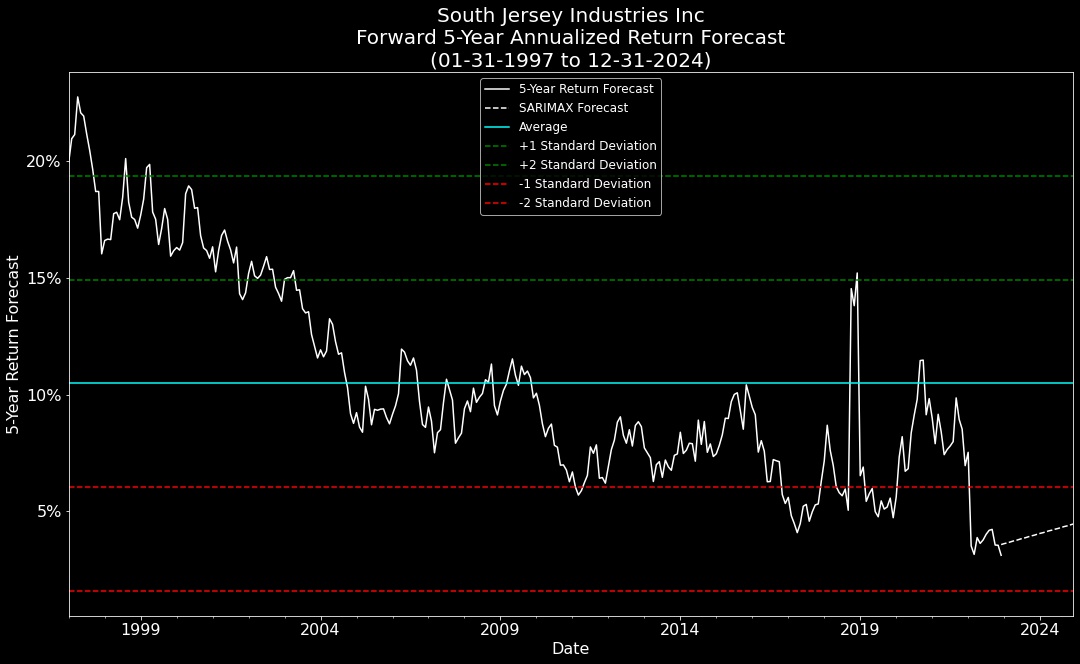 South Jersey Industries Inc
Forward 5-Year Annualized Return Forecast
(01-31-1997 to 12-31-2024)
5-Year Return Forecast
SARIMAX Forecast
Average
+1 Standard Deviation
+2 Standard Deviation
-1 Standard Deviation
-2 Standard Deviation
5-Year Return Forecast
20%
15%
10%
5%
1999
2004
2009
2014
2019
2024
Date